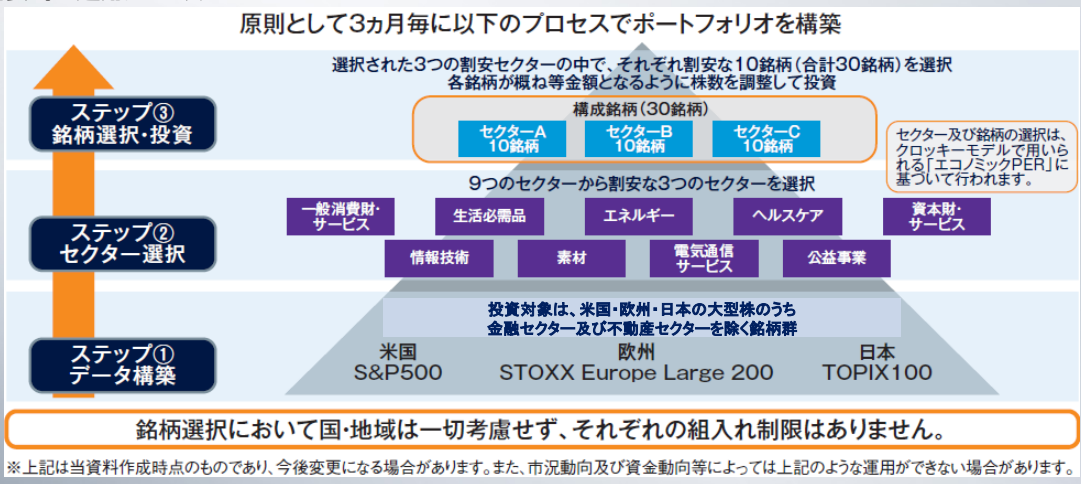 原則として3ヵ月毎に以下のプロセスでポートフォリオを構築
選択された3つの割安セクターの中で、それぞれ割安な10銘柄(合計30銘柄)を選択
各銘柄が概ね等金額となるように株数を調整して投資
ステップ③
銘柄選択・投資
構成銘柄(30銘柄)
セクターA
10銘柄
セクターB
10銘柄
セクターC
10銘柄
セクター及び銘柄の選択は、
クロッキーモデルで用いら
れる「エコノミックPER」に
基づいて行われます。
9つのセクターから割安な3つのセクターを選択
ステップ②
セクター選択
一般消費財・
サービス
生活必需品
エネルギー
ヘルスケア
資本財・
サービス
情報技術
素材
電気通信
サービス
公益事業
投資対象は、米国・欧州・日本の大型株のうち
金融セクター及び不動産セクターを除く銘柄群
ステップ①
データ構築
米国
S&P500
欧州
STOXX Europe Large 200
日本
TOPIX100
銘柄選択において国・地域は一切考慮せず、それぞれの組入れ制限はありません。
※上記は当資料作成時点のものであり、今後変更になる場合があります。また、市況動向及び資金動向等によっては上記のような運用ができない場合があります。